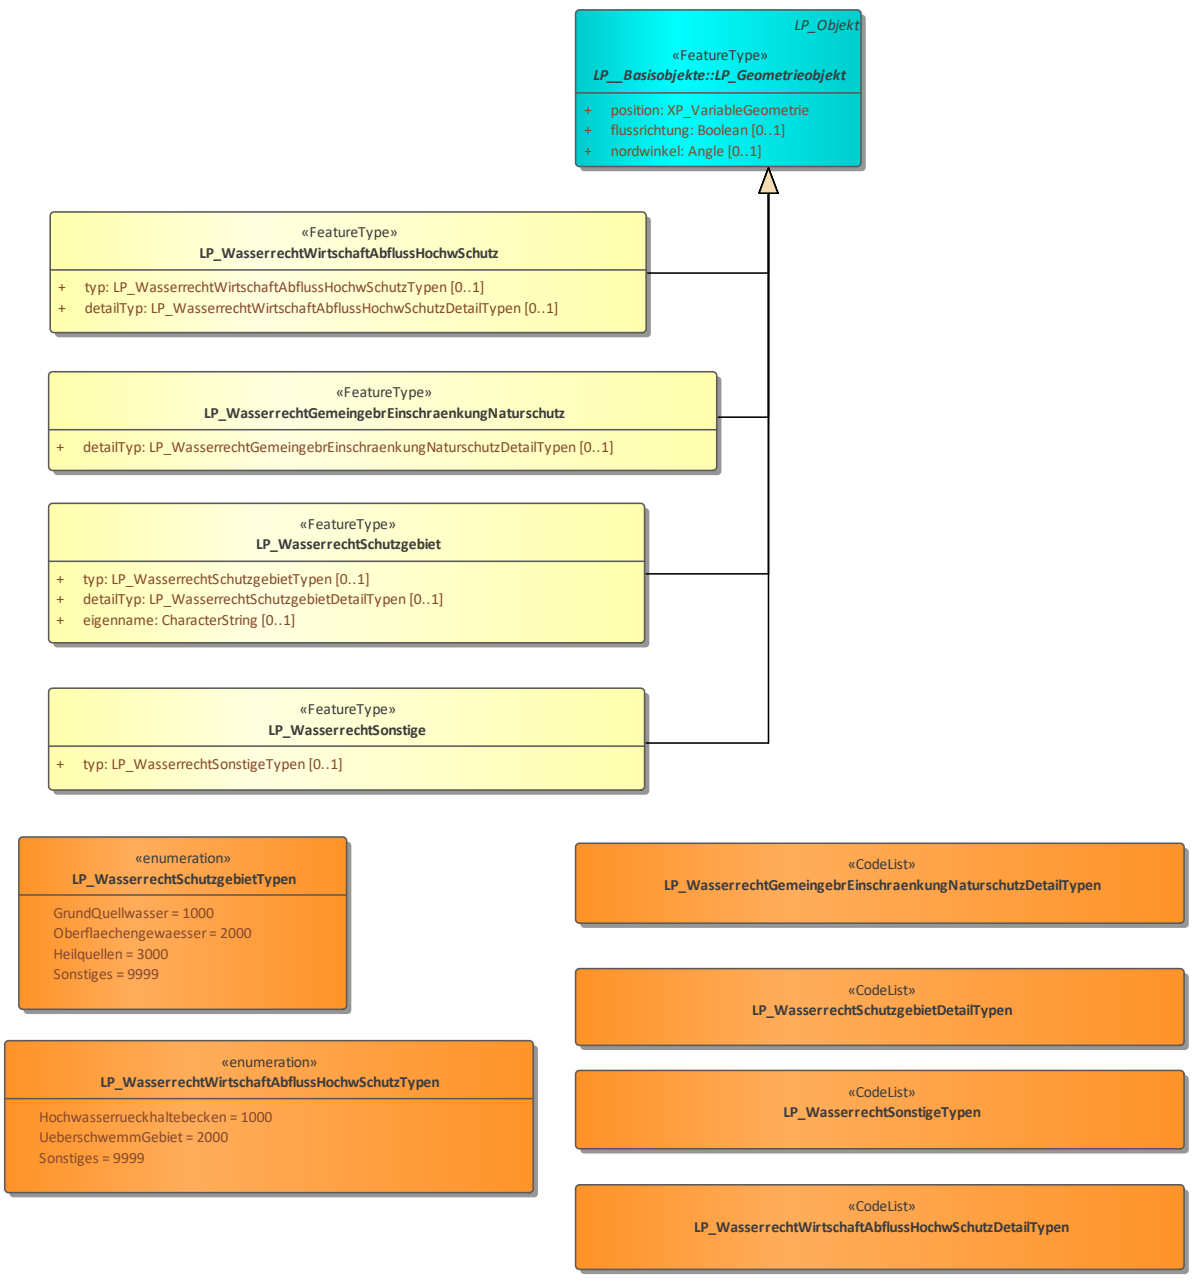 LP_Objekt
«FeatureType»
LP__Basisobjekte::LP_Geometrieobjekt
+ position: XP_VariableGeometrie
+ flussrichtung: Boolean [0..1]
+ nordwinkel: Angle [0..1]
«FeatureType»
LP_WasserrechtWirtschaftAbflussHochwSchutz
+ typ: LP_WasserrechtWirtschaftAbflussHochwSchutzTypen [0..1]
+ detailTyp: LP_WasserrechtWirtschaftAbflussHochwSchutzDetailTypen [0..1]
«FeatureType»
LP_WasserrechtGemeingebrEinschraenkungNaturschutz
+ detailTyp: LP_WasserrechtGemeingebrEinschraenkungNaturschutzDetailTypen [0..1]
«FeatureType»
LP_WasserrechtSchutzgebiet
+ typ: LP_WasserrechtSchutzgebietTypen [0..1]
+ detailTyp: LP_WasserrechtSchutzgebietDetailTypen [0..1]
+ eigenname: CharacterString [0..1]
«FeatureType»
LP_WasserrechtSonstige
+ typ: LP_WasserrechtSonstigeTypen [0..1]
«enumeration»
LP_WasserrechtSchutzgebietTypen
GrundQuellwasser = 1000
Oberflaechengewaesser = 2000
Heilquellen = 3000
Sonstiges = 9999
«enumeration»
LP_WasserrechtWirtschaftAbflussHochwSchutzTypen
Hochwasserrueckhaltebecken = 1000
UeberschwemmGebiet = 2000
Sonstiges = 9999
«CodeList»
LP_WasserrechtGemeingebrEinschraenkungNaturschutzDetailTypen
«CodeList»
LP_WasserrechtSchutzgebietDetailTypen
«CodeList»
LP_WasserrechtSonstigeTypen
«CodeList»
LP_WasserrechtWirtschaftAbflussHochwSchutzDetailTypen